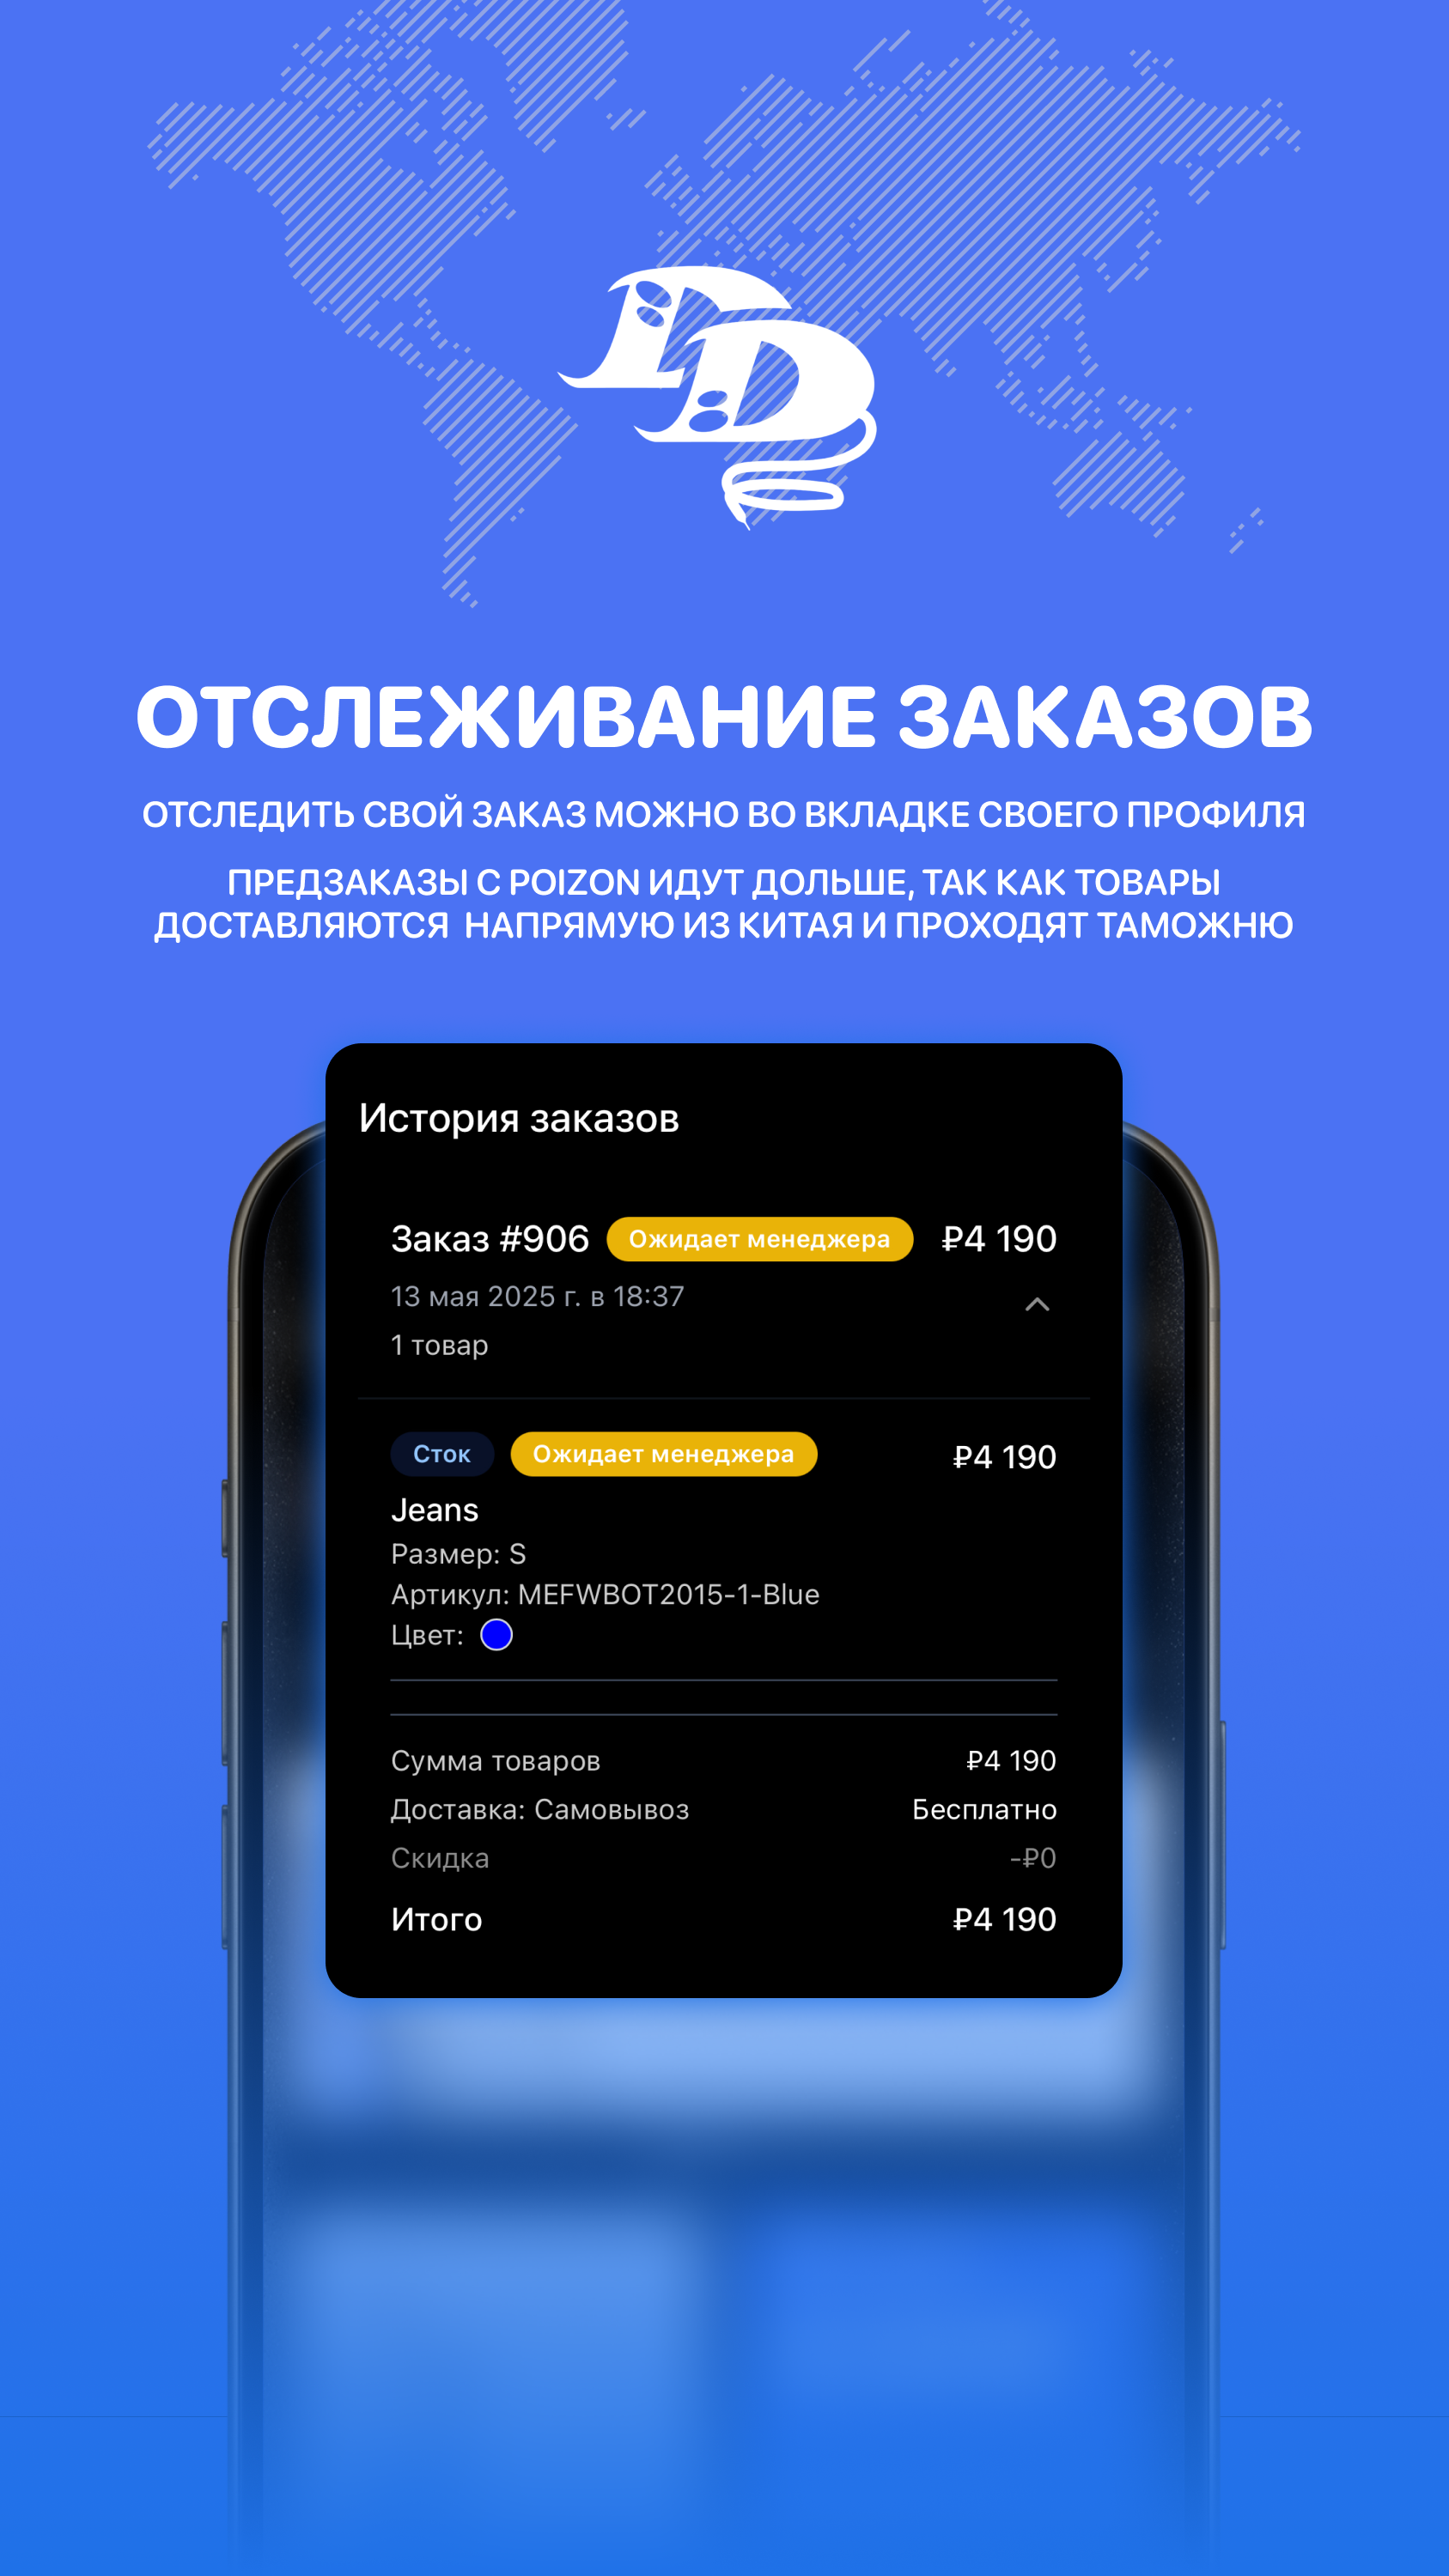 ОТСЛЕЖИВАНИЕ ЗАКАЗОВ
ОТСЛЕДИТЬ СВОЙ ЗАКАЗ МОЖНО ВО ВКЛАДКЕ СВОЕГО ПРОФИЛЯ
ПРЕДЗАКАЗЫ С POIZON ИДУТ ДОЛЬШЕ, ТАК КАК ТОВАРЫ
ДОСТАВЛЯЮТСЯ НАПРЯМУЮ ИЗ КИТАЯ И ПРОХОДЯТ ТАМОЖНЮ
История заказов
Заказ #906 Ожидает менеджера ₽4 190
13 мая 2025 г. в 18:37
1 товар
Сток Ожидает менеджера ₽4 190
Jeans
Размер: S
Артикул: MEFWBOT2015-1-Blue
Цвет:
Сумма товаров ₽4 190
Доставка: Самовывоз Бесплатно
Скидка -₽0
Итого ₽4 190